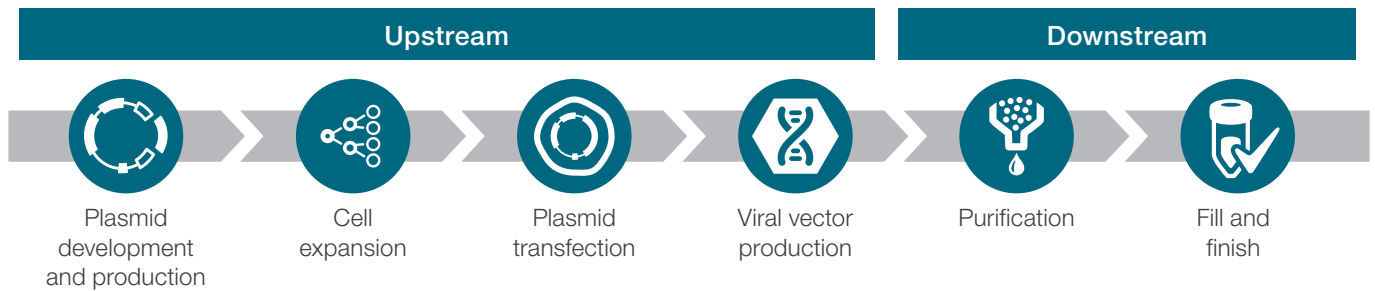 Upstream
Downstream
Plasmid
development
and production
Cell
expansion
Plasmid
transfection
Viral vector
production
Purification
Fill and
finish